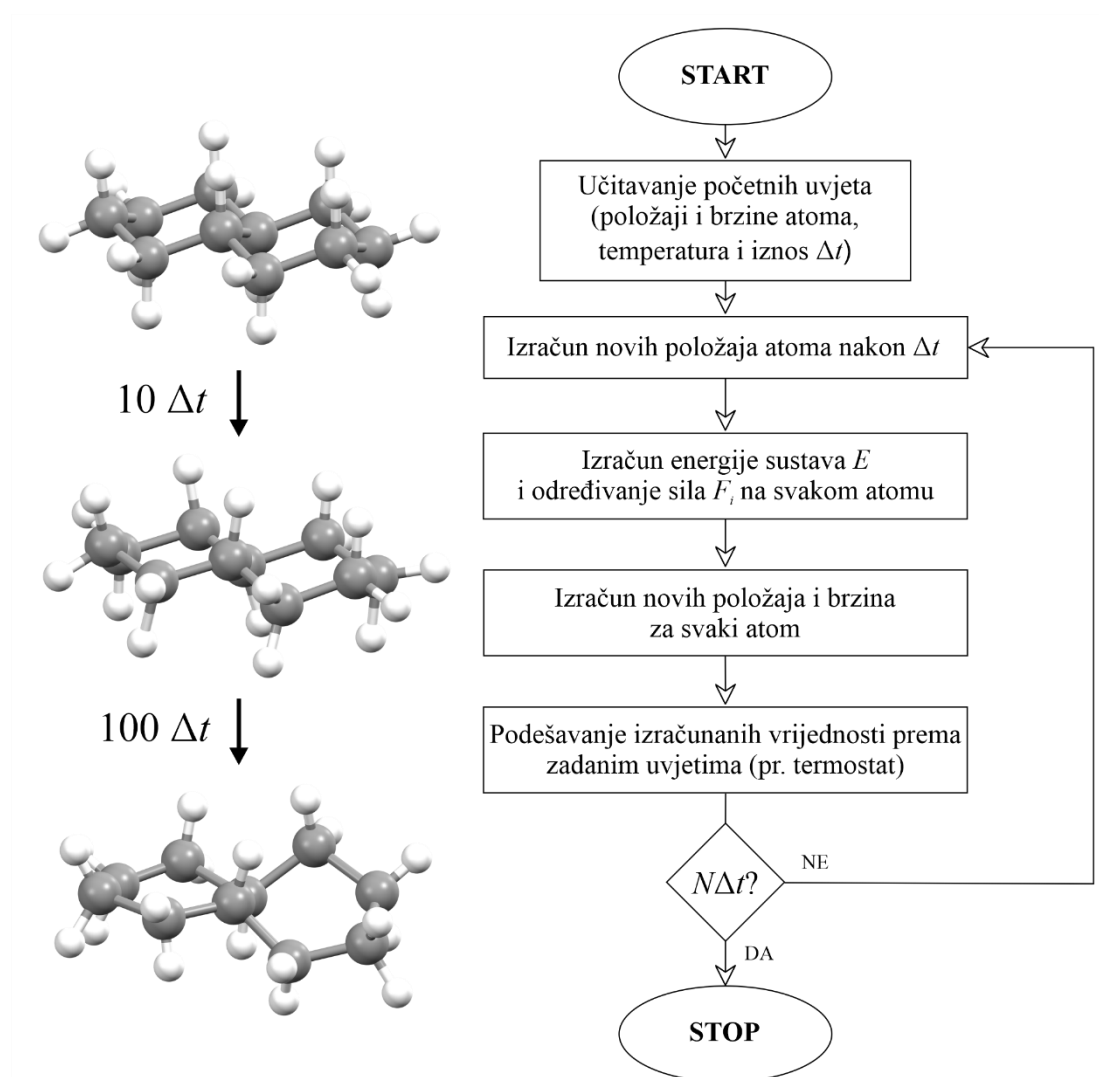 START
Učitavanje početnih uvjeta
(položaji i brzine atoma,
temperatura i iznos Δt)
Izračun novih položaja atoma nakon Δt
10 Δt
Izračun energije sustava E
i određivanje sila Fᵢ na svakom atomu
Izračun novih položaja i brzina
za svaki atom
100 Δt
Podešavanje izračunanih vrijednosti prema
zadanim uvjetima (pr. termostat)
NΔt?
NE
DA
STOP